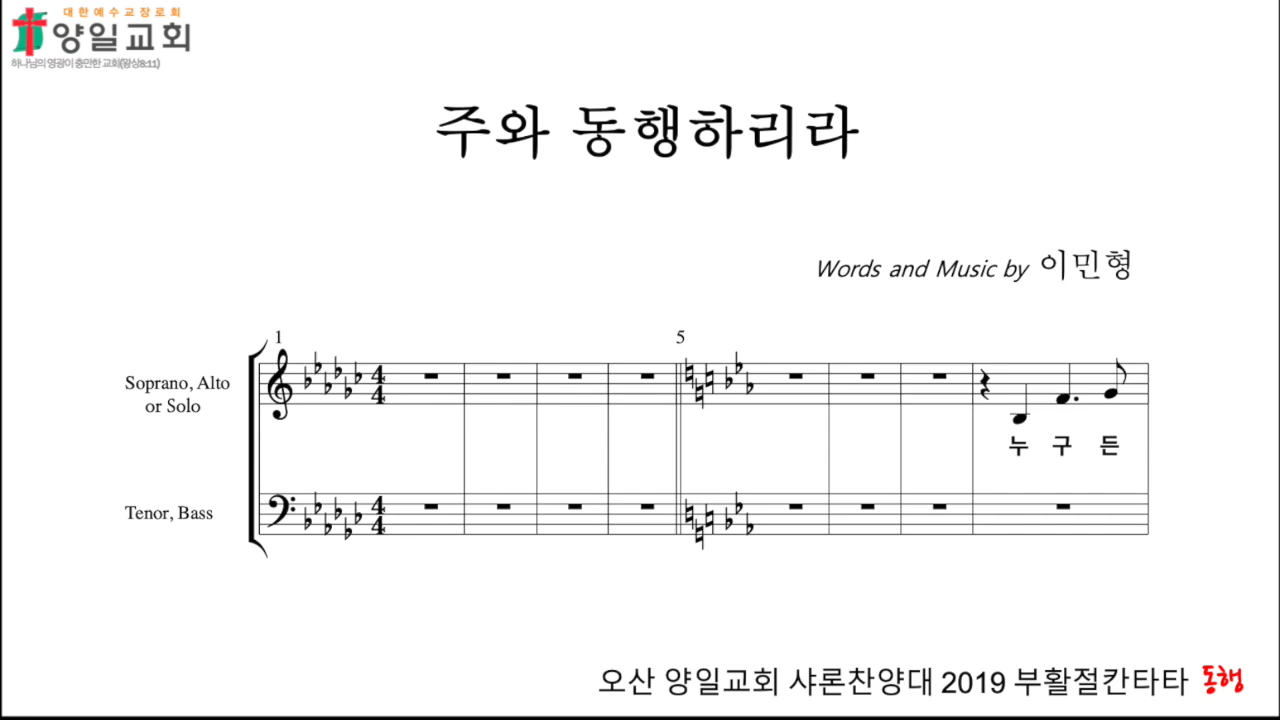 대한예수교장로회
양일교회
하나님의 영광이 충만한 교회(왕상8:11)
주와 동행하리라
Words and Music by 이민형
1
5
Soprano, Alto
or Solo
누 구 든
Tenor, Bass
오산 양일교회 샤론찬양대 2019 부활절칸타타 동행